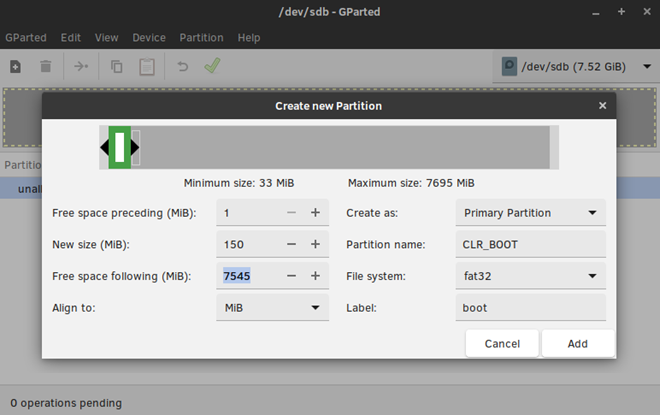 /dev/sdb - GParted
GParted Edit View Device Partition Help
/dev/sdb (7.52 GiB)
Create new Partition
Minimum size: 33 MiB Maximum size: 7695 MiB
Free space preceding (MiB): 1 Create as: Primary Partition
New size (MiB): 150 Partition name: CLR_BOOT
Free space following (MiB): 7545 File system: fat32
Align to: MiB Label: boot
Cancel Add
0 operations pending